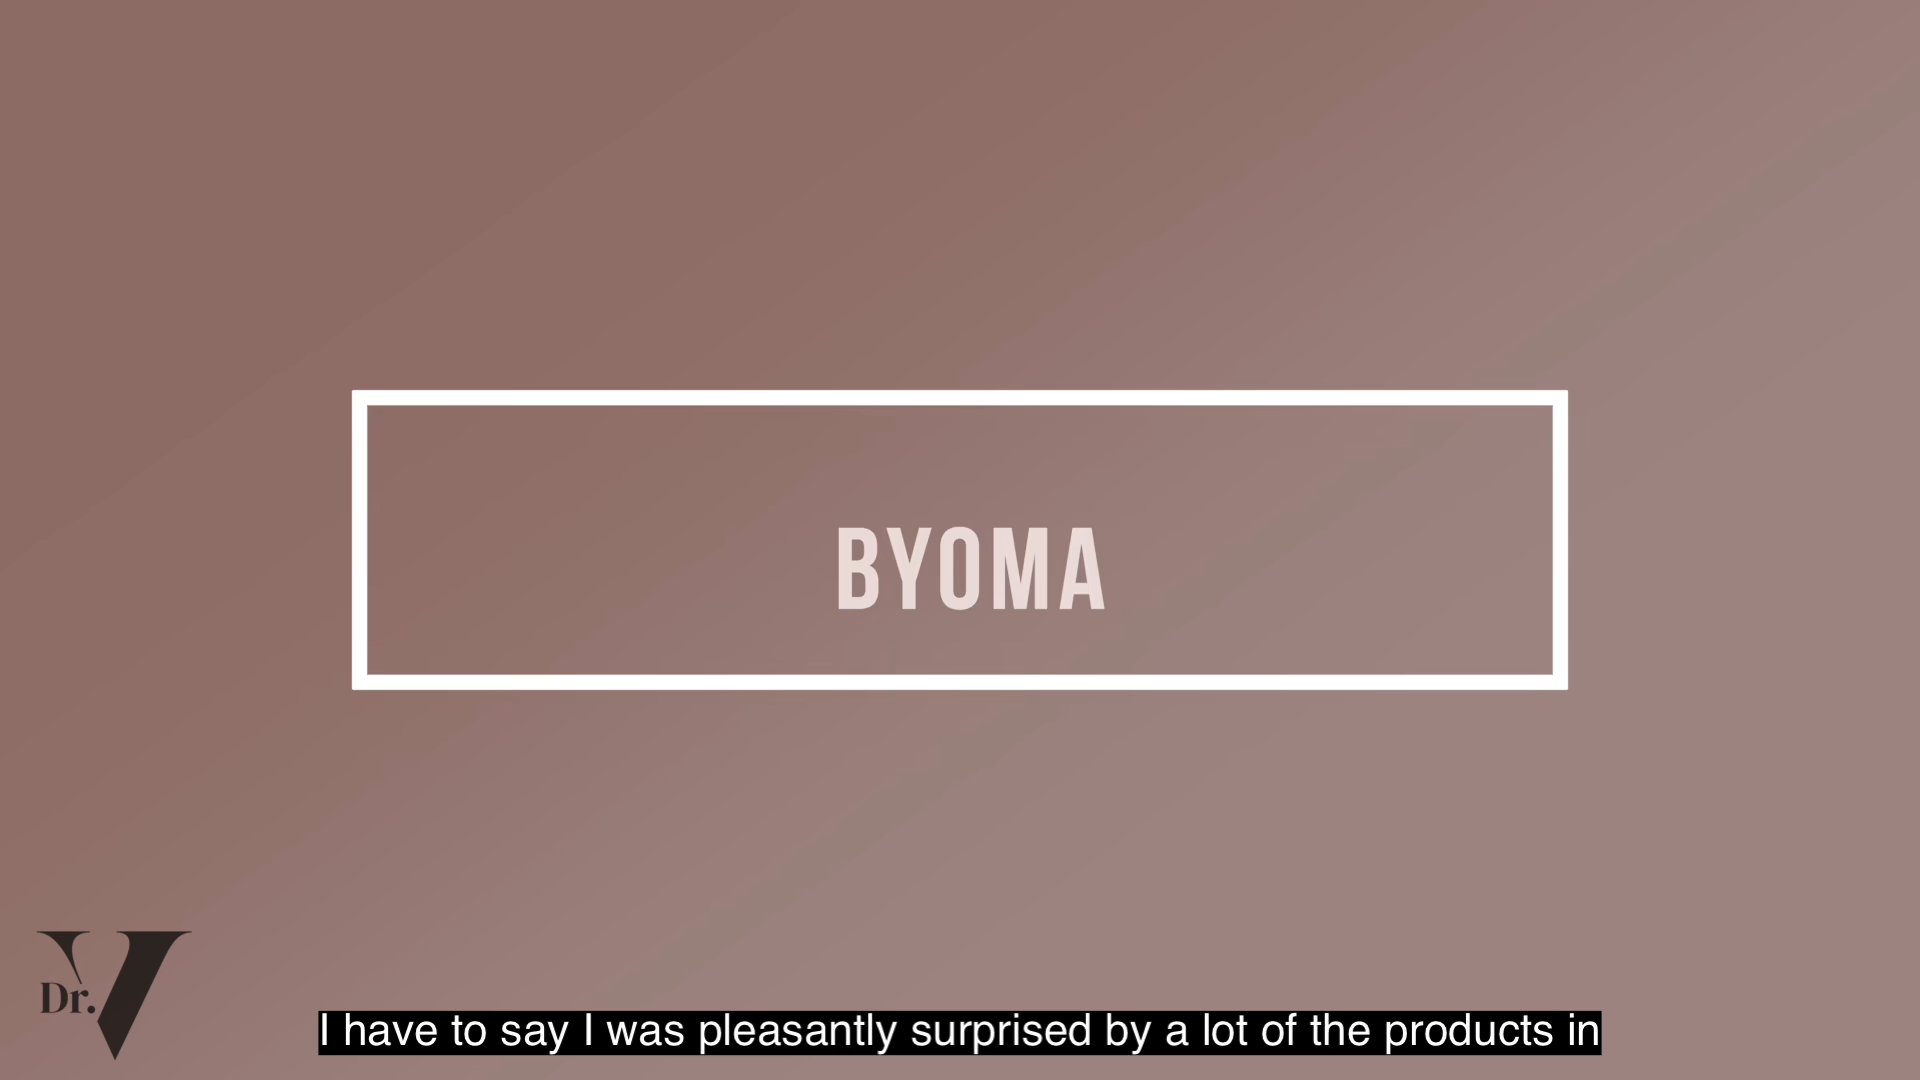 BYOMA
Dr. V
I have to say I was pleasantly surprised by a lot of the products in